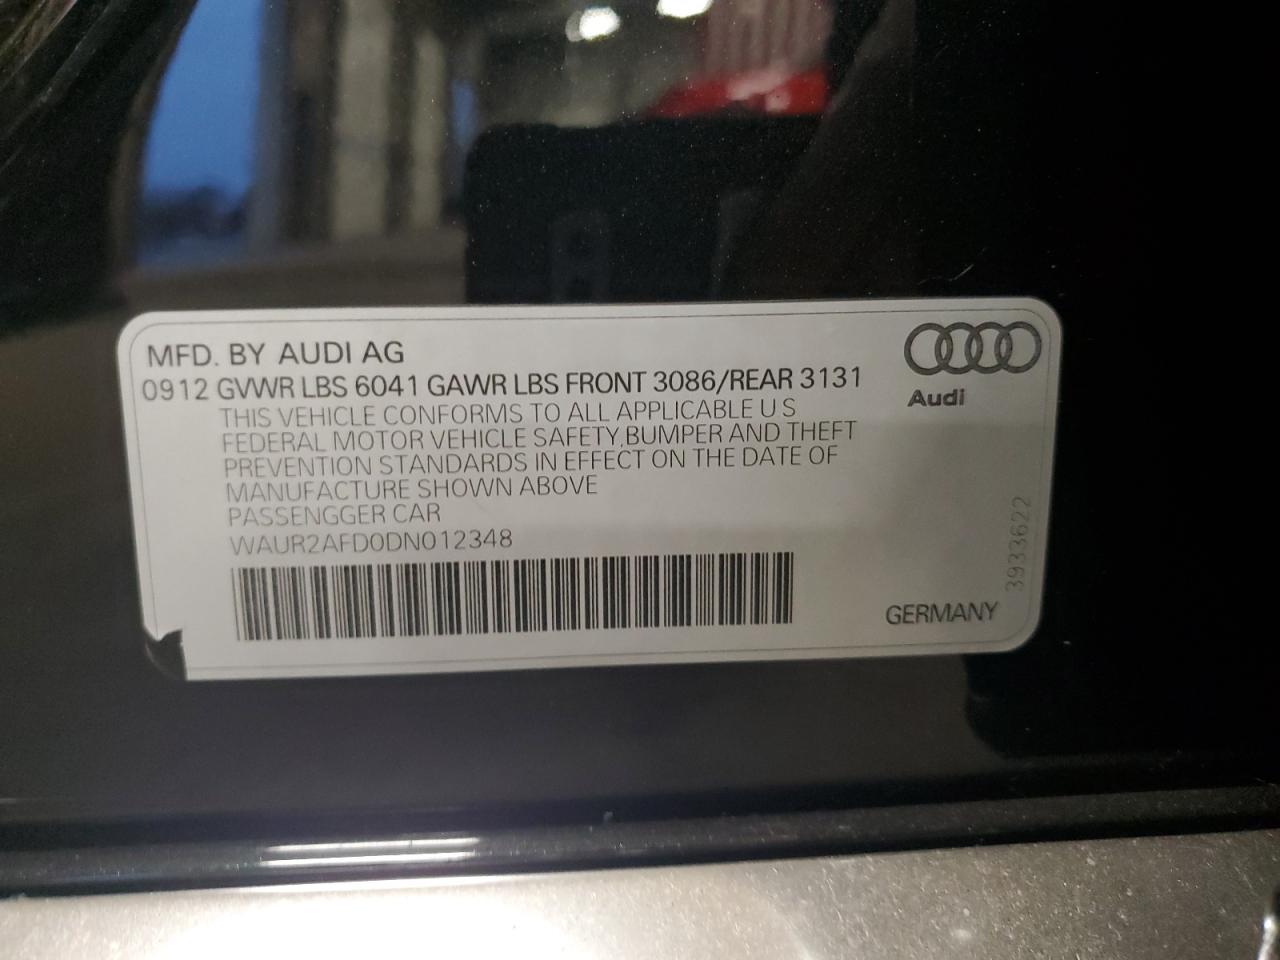 MFD. BY AUDI AG
0912 GVWR LBS 6041 GAWR LBS FRONT 3086/REAR 3131
THIS VEHICLE CONFORMS TO ALL APPLICABLE U S
FEDERAL MOTOR VEHICLE SAFETY,BUMPER AND THEFT
PREVENTION STANDARDS IN EFFECT ON THE DATE OF
MANUFACTURE SHOWN ABOVE
PASSENGGER CAR
WAUR2AFD0DN012348
Audi
3933622
GERMANY